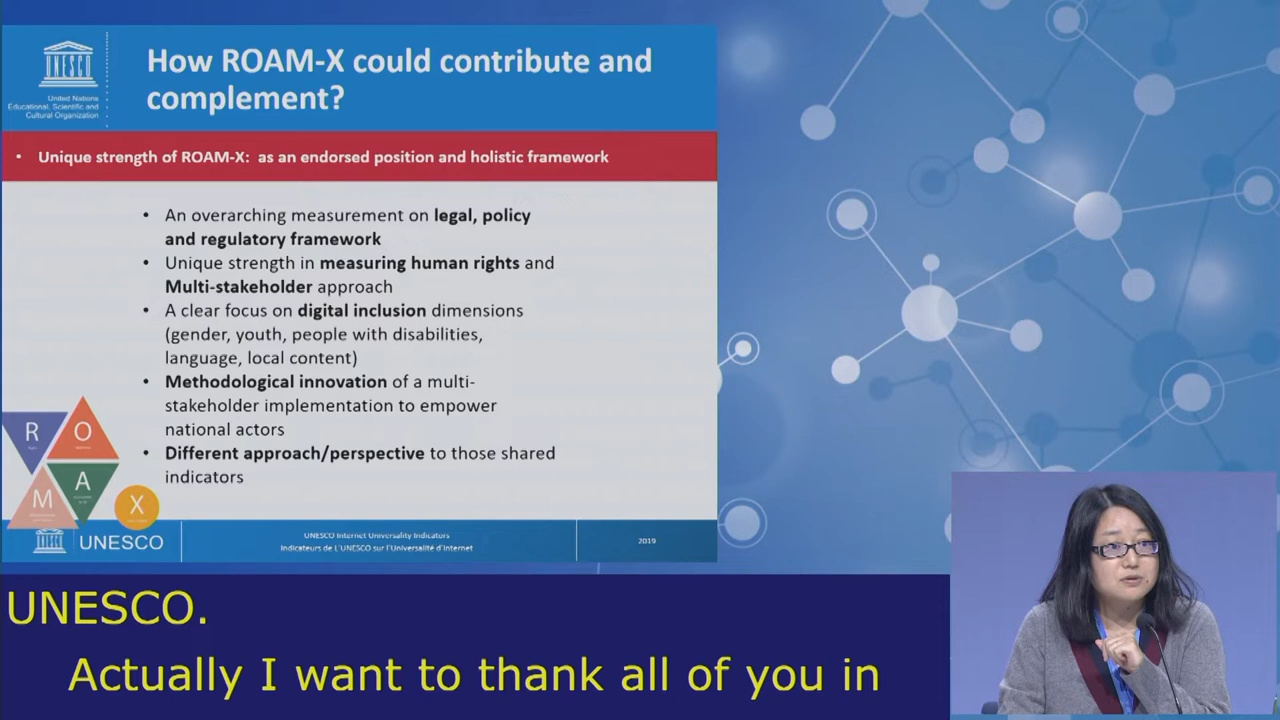 UNESCO
United Nations
Educational, Scientific and
Cultural Organization
How ROAM-X could contribute and
complement?
• Unique strength of ROAM-X: as an endorsed position and holistic framework
• An overarching measurement on legal, policy
and regulatory framework
• Unique strength in measuring human rights and
Multi-stakeholder approach
• A clear focus on digital inclusion dimensions
(gender, youth, people with disabilities,
language, local content)
• Methodological innovation of a multi-
stakeholder implementation to empower
national actors
• Different approach/perspective to those shared
indicators
R
O
A
M
X
UNESCO
UNESCO Internet Universality Indicators
Indicateurs de L'UNESCO sur l'Universalité d'Internet
2019
UNESCO.
Actually I want to thank all of you in